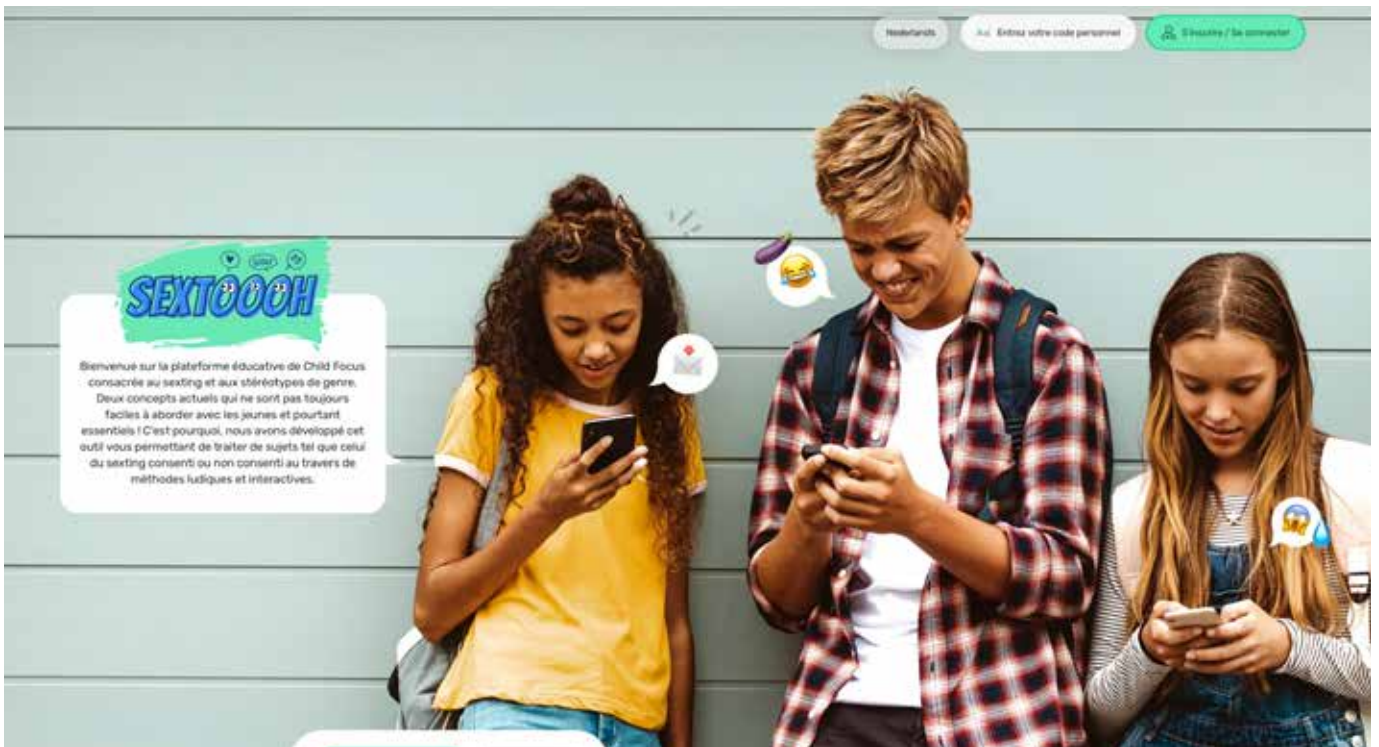 Nederlands
Entrez votre code personnel
S'inscrire / Se connecter
SEXTOOOH
Bienvenue sur la plateforme éducative de Child Focus
consacrée au sexting et aux stéréotypes de genre.
Deux concepts actuels qui ne sont pas toujours
faciles à aborder avec les jeunes et pourtant
essentiels ! C'est pourquoi, nous avons développé cet
outil vous permettant de traiter de sujets tel que celui
du sexting consenti ou non consenti au travers de
méthodes ludiques et interactives.